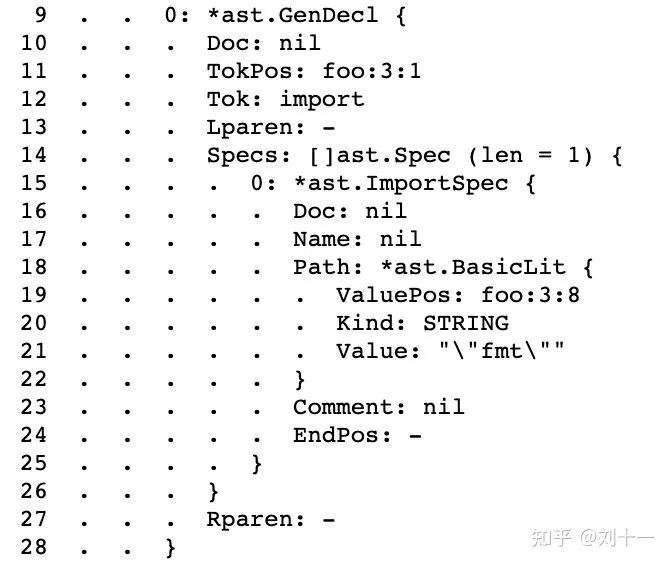 9  .  .  0: *ast.GenDecl {
10  .  .  .  Doc: nil
11  .  .  .  TokPos: foo:3:1
12  .  .  .  Tok: import
13  .  .  .  Lparen: -
14  .  .  .  Specs: []ast.Spec (len = 1) {
15  .  .  .  .  0: *ast.ImportSpec {
16  .  .  .  .  .  Doc: nil
17  .  .  .  .  .  Name: nil
18  .  .  .  .  .  Path: *ast.BasicLit {
19  .  .  .  .  .  .  ValuePos: foo:3:8
20  .  .  .  .  .  .  Kind: STRING
21  .  .  .  .  .  .  Value: "\"fmt\""
22  .  .  .  .  .  }
23  .  .  .  .  .  Comment: nil
24  .  .  .  .  .  EndPos: -
25  .  .  .  .  }
26  .  .  .  }
27  .  .  .  Rparen: -
28  .  .  }
知乎 @刘十一